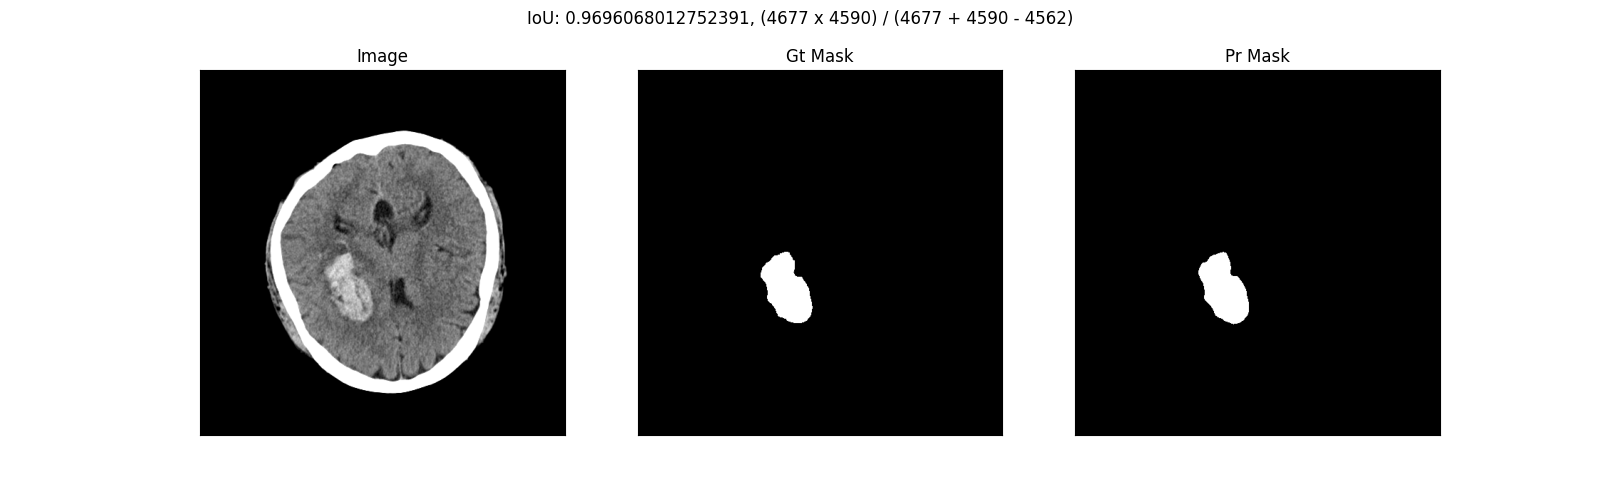 IoU: 0.9696068012752391, (4677 x 4590) / (4677 + 4590 - 4562)
Image
Gt Mask
Pr Mask